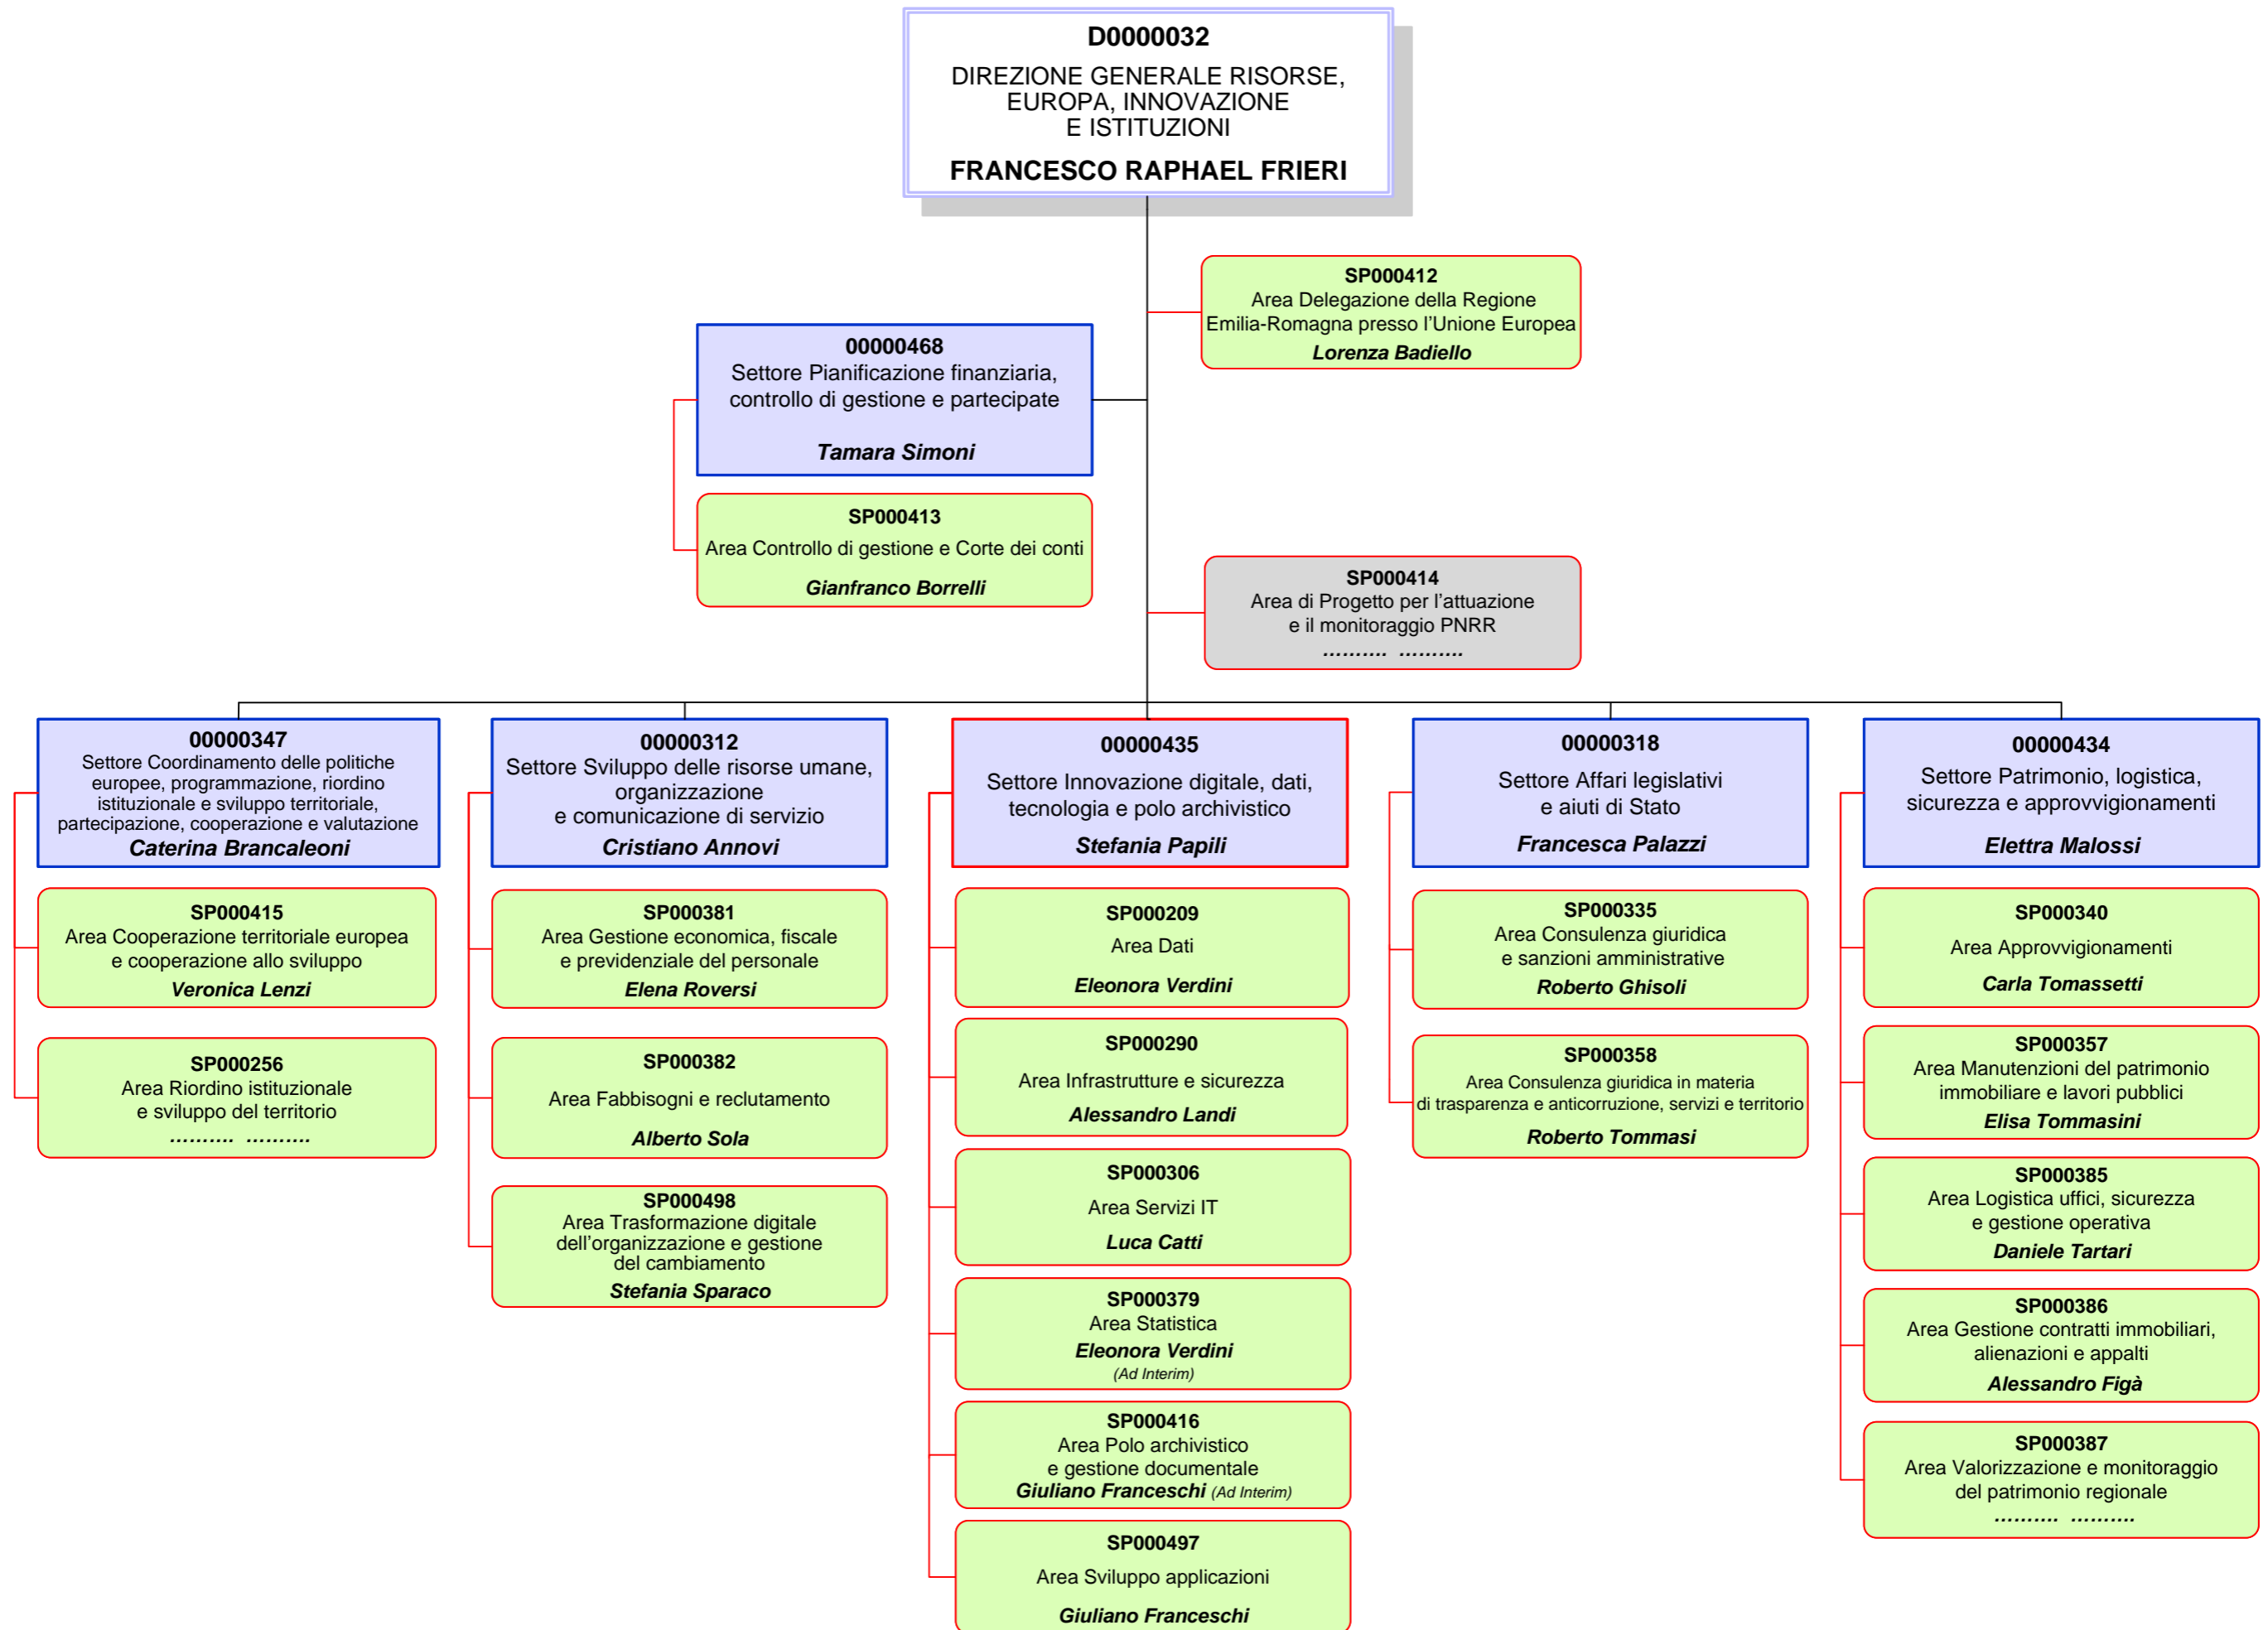 D0000032
DIREZIONE GENERALE RISORSE,
EUROPA, INNOVAZIONE
E ISTITUZIONI
FRANCESCO RAPHAEL FRIERI
SP000412
Area Delegazione della Regione
Emilia-Romagna presso l’Unione Europea
Lorenza Badiello
00000468
Settore Pianificazione finanziaria,
controllo di gestione e partecipate
Tamara Simoni
SP000413
Area Controllo di gestione e Corte dei conti
Gianfranco Borrelli
SP000414
Area di Progetto per l’attuazione
e il monitoraggio PNRR
………. ……….
00000347
Settore Coordinamento delle politiche
europee, programmazione, riordino
istituzionale e sviluppo territoriale,
partecipazione, cooperazione e valutazione
Caterina Brancaleoni
SP000415
Area Cooperazione territoriale europea
e cooperazione allo sviluppo
Veronica Lenzi
SP000256
Area Riordino istituzionale
e sviluppo del territorio
………. ……….
00000312
Settore Sviluppo delle risorse umane,
organizzazione
e comunicazione di servizio
Cristiano Annovi
SP000381
Area Gestione economica, fiscale
e previdenziale del personale
Elena Roversi
SP000382
Area Fabbisogni e reclutamento
Alberto Sola
SP000498
Area Trasformazione digitale
dell’organizzazione e gestione
del cambiamento
Stefania Sparaco
00000435
Settore Innovazione digitale, dati,
tecnologia e polo archivistico
Stefania Papili
SP000209
Area Dati
Eleonora Verdini
SP000290
Area Infrastrutture e sicurezza
Alessandro Landi
SP000306
Area Servizi IT
Luca Catti
SP000379
Area Statistica
Eleonora Verdini
(Ad Interim)
SP000416
Area Polo archivistico
e gestione documentale
Giuliano Franceschi (Ad Interim)
SP000497
Area Sviluppo applicazioni
Giuliano Franceschi
00000318
Settore Affari legislativi
e aiuti di Stato
Francesca Palazzi
SP000335
Area Consulenza giuridica
e sanzioni amministrative
Roberto Ghisoli
SP000358
Area Consulenza giuridica in materia
di trasparenza e anticorruzione, servizi e territorio
Roberto Tommasi
00000434
Settore Patrimonio, logistica,
sicurezza e approvvigionamenti
Elettra Malossi
SP000340
Area Approvvigionamenti
Carla Tomassetti
SP000357
Area Manutenzioni del patrimonio
immobiliare e lavori pubblici
Elisa Tommasini
SP000385
Area Logistica uffici, sicurezza
e gestione operativa
Daniele Tartari
SP000386
Area Gestione contratti immobiliari,
alienazioni e appalti
Alessandro Figà
SP000387
Area Valorizzazione e monitoraggio
del patrimonio regionale
………. ……….